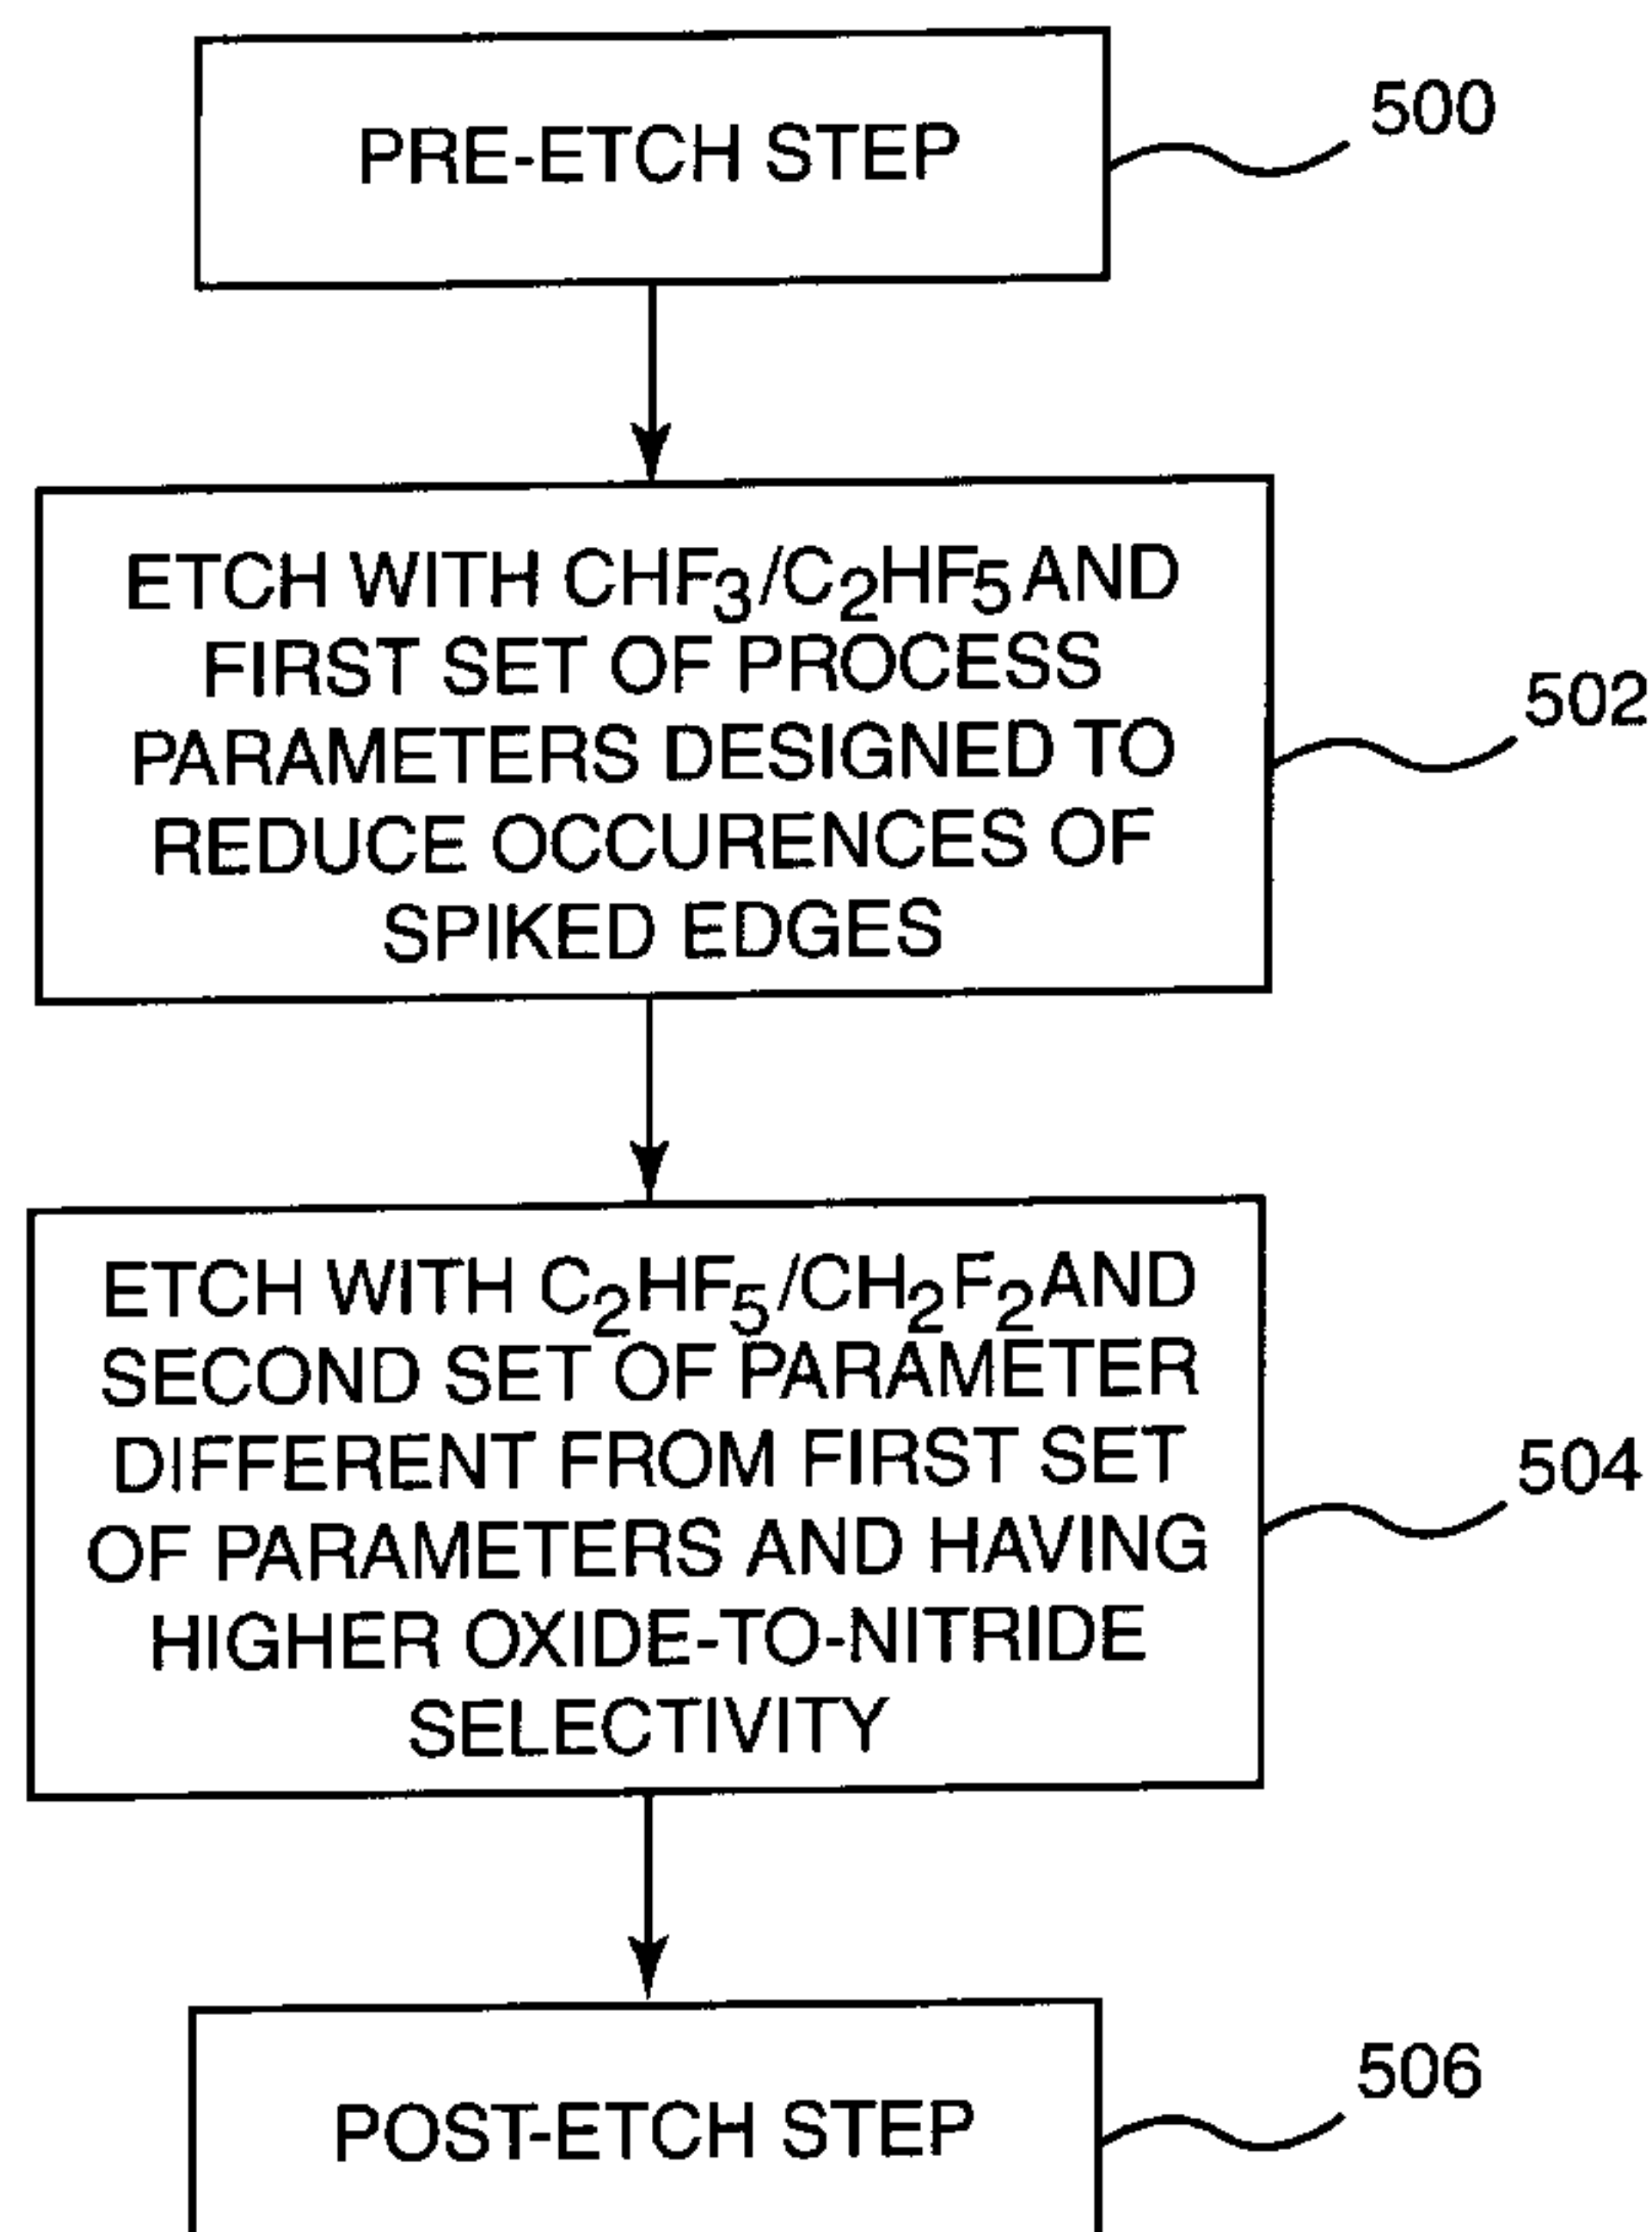 PRE-ETCH STEP
500
ETCH WITH CHF₃/C₂HF₅ AND
FIRST SET OF PROCESS
PARAMETERS DESIGNED TO
REDUCE OCCURENCES OF
SPIKED EDGES
502
ETCH WITH C₂HF₅/CH₂F₂ AND
SECOND SET OF PARAMETER
DIFFERENT FROM FIRST SET
OF PARAMETERS AND HAVING
HIGHER OXIDE-TO-NITRIDE
SELECTIVITY
504
POST-ETCH STEP
506